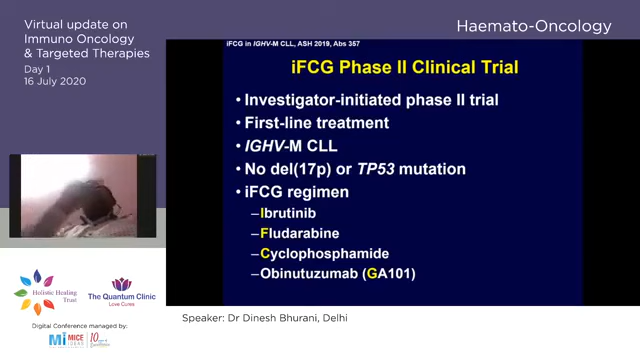 Virtual update on
Immuno Oncology
& Targeted Therapies
Day 1
16 July 2020
Haemato-Oncology
iFCG in IGHV-M CLL, ASH 2019, Abs 357
iFCG Phase II Clinical Trial
• Investigator-initiated phase II trial
• First-line treatment
• IGHV-M CLL
• No del(17p) or TP53 mutation
• iFCG regimen
–Ibrutinib
–Fludarabine
–Cyclophosphamide
–Obinutuzumab (GA101)
Holistic Healing
Trust
The Quantum Clinic
Love Cures
Digital Conference managed by:
Mi MICE
10
Speaker: Dr Dinesh Bhurani, Delhi